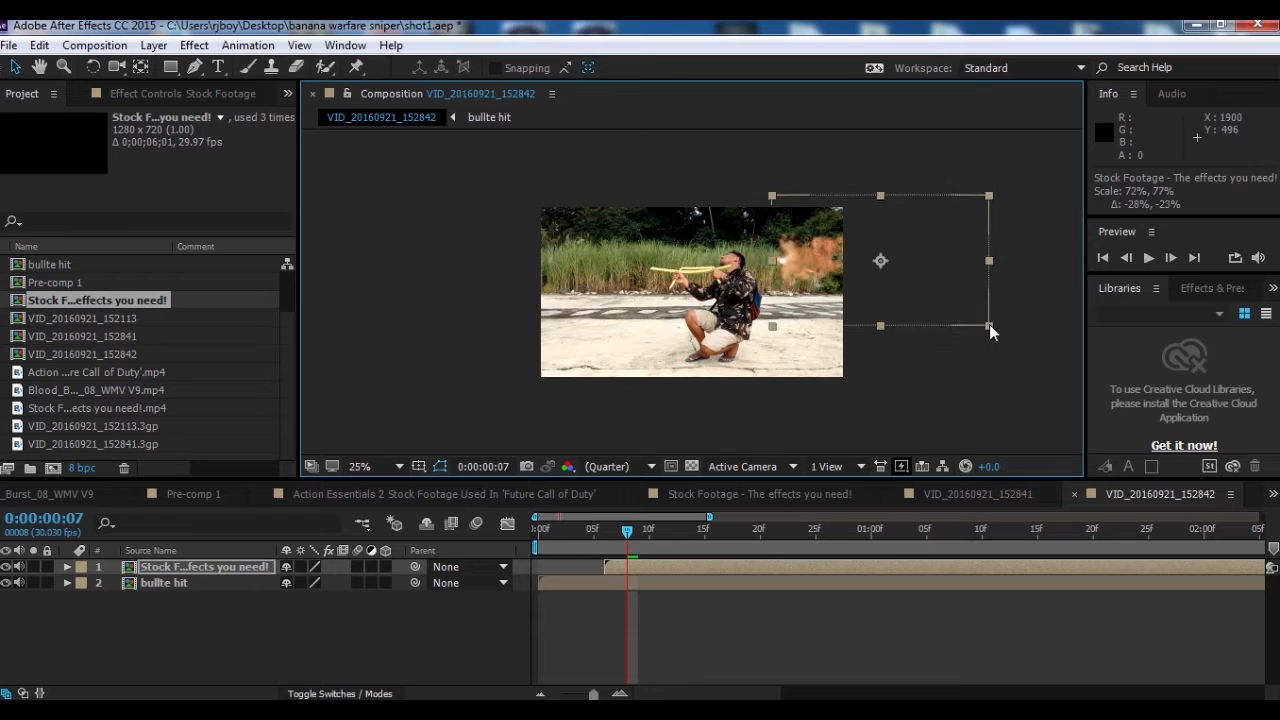 Adobe After Effects CC 2015 - C:\Users\rjboy\Desktop\banana warfare sniper\shot1.aep *
File Edit Composition Layer Effect Animation View Window Help
Snapping
Workspace: Standard
Search Help
Project
Effect Controls Stock Footage
Stock F...you need! , used 3 times
1280 x 720 (1.00)
Δ 0;00;06;01, 29.97 fps
Name Comment
bullte hit
Pre-comp 1
Stock F...effects you need!
VID_20160921_152113
VID_20160921_152841
VID_20160921_152842
Action ...re Call of Duty'.mp4
Blood_B..._08_WMV V9.mp4
Stock F...ects you need!.mp4
VID_20160921_152113.3gp
VID_20160921_152841.3gp
8 bpc
Composition VID_20160921_152842
VID_20160921_152842 bullte hit
25% 0:00:00:07 (Quarter) Active Camera 1 View +0.0
Info Audio
R: X: 1900
G: Y: 496
B:
A: 0
Stock Footage - The effects you need!
Scale: 72%, 77%
Δ: -28%, -23%
Preview
Libraries Effects & Pres
To use Creative Cloud Libraries,
please install the Creative Cloud
Application
Get it now!
_Burst_08_WMV V9 Pre-comp 1 Action Essentials 2 Stock Footage Used In 'Future Call of Duty' Stock Footage - The effects you need! VID_20160921_152841 VID_20160921_152842
0:00:00:07
00008 (30.030 fps)
:00f 05f 10f 15f 20f 25f 01:00f 05f 10f 15f 20f 25f 02:00f 05f
# Source Name Parent
1 Stock F...fects you need! None
2 bullte hit None
Toggle Switches / Modes